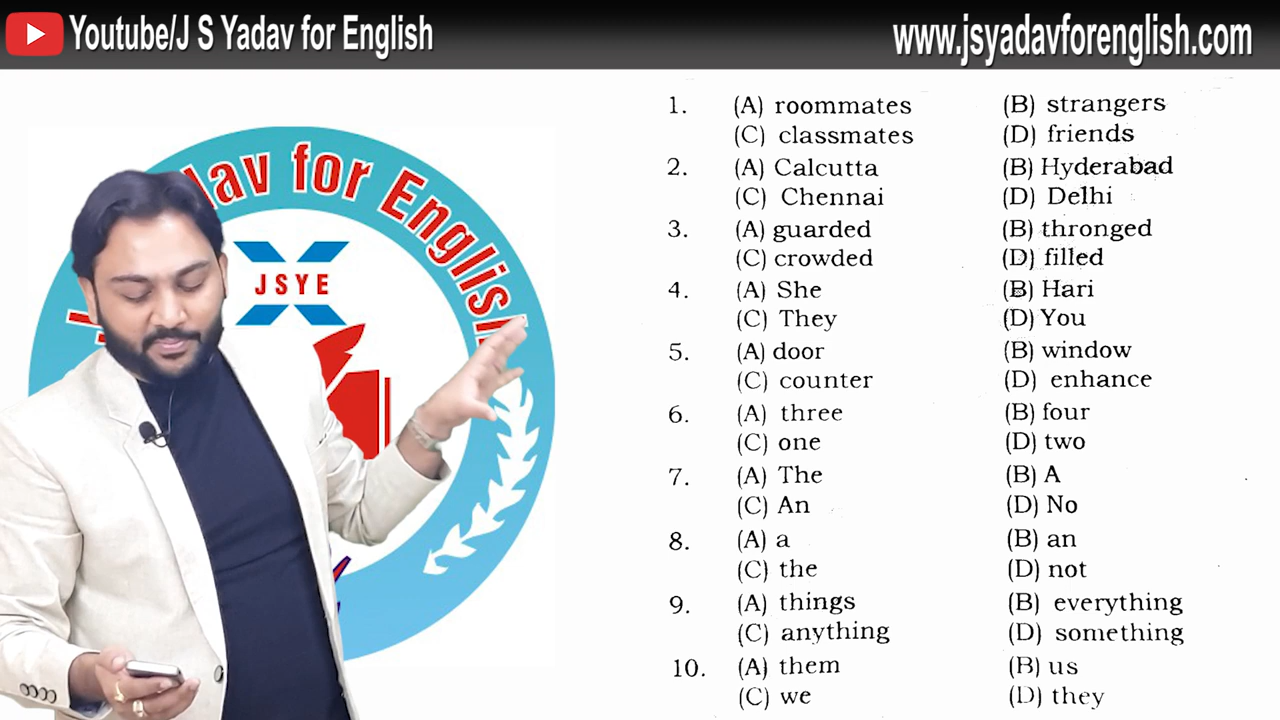 Youtube/J S Yadav for English
www.jsyadavforenglish.com
dav for English
JSYE
1. (A) roommates (B) strangers
(C) classmates (D) friends
2. (A) Calcutta (B) Hyderabad
(C) Chennai (D) Delhi
3. (A) guarded (B) thronged
(C) crowded (D) filled
4. (A) She (B) Hari
(C) They (D) You
5. (A) door (B) window
(C) counter (D) enhance
6. (A) three (B) four
(C) one (D) two
7. (A) The (B) A
(C) An (D) No
8. (A) a (B) an
(C) the (D) not
9. (A) things (B) everything
(C) anything (D) something
10. (A) them (B) us
(C) we (D) they